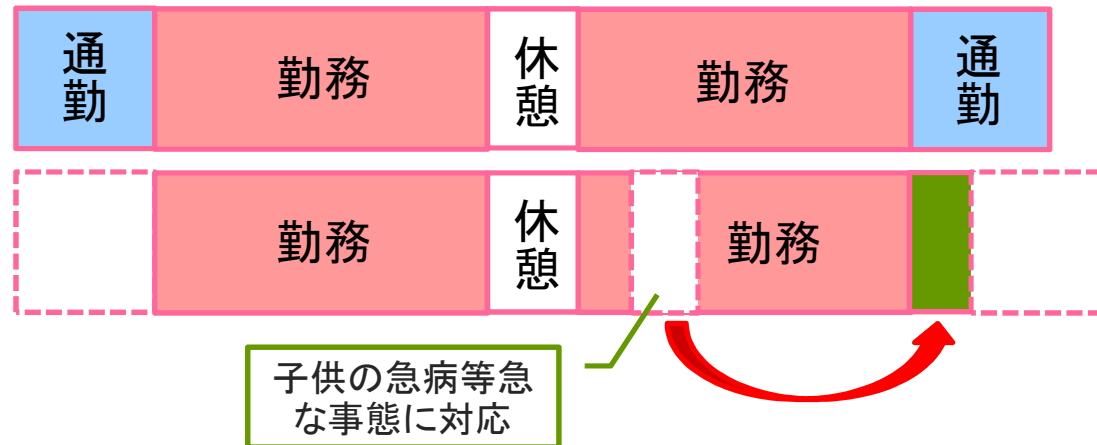 通勤
勤務
休憩
勤務
通勤
勤務
休憩
勤務
子供の急病等急
な事態に対応